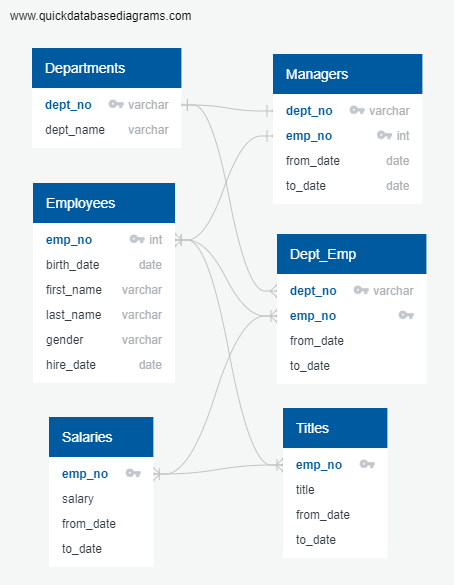 www.quickdatabasediagrams.com
Departments
dept_no varchar
dept_name varchar
Managers
dept_no varchar
emp_no int
from_date date
to_date date
Employees
emp_no int
birth_date date
first_name varchar
last_name varchar
gender varchar
hire_date date
Dept_Emp
dept_no varchar
emp_no
from_date
to_date
Salaries
emp_no
salary
from_date
to_date
Titles
emp_no
title
from_date
to_date